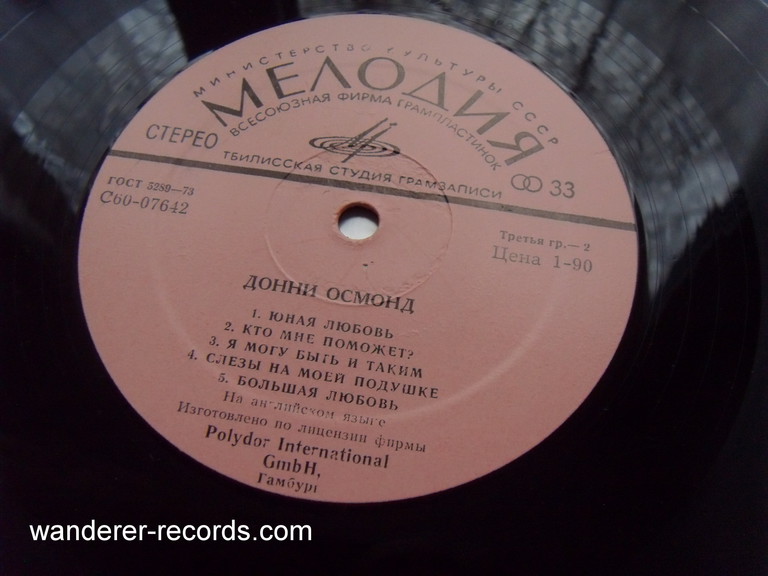 МИНИСТЕРСТВО КУЛЬТУРЫ СССР
МЕЛОДИЯ
ВСЕСОЮЗНАЯ ФИРМА ГРАМПЛАСТИНОК
СТЕРЕО
ТБИЛИССКАЯ СТУДИЯ ГРАМЗАПИСИ
33
ГОСТ 5289—73
С60-07642
Третья гр.—2
Цена 1-90
ДОННИ ОСМОНД
1. ЮНАЯ ЛЮБОВЬ
2. КТО МНЕ ПОМОЖЕТ?
3. Я МОГУ БЫТЬ И ТАКИМ
4. СЛЕЗЫ НА МОЕЙ ПОДУШКЕ
5. БОЛЬШАЯ ЛЮБОВЬ
На английском языке
Изготовлено по лицензии фирмы
Polydor International
GmbH,
Гамбург
wanderer-records.com